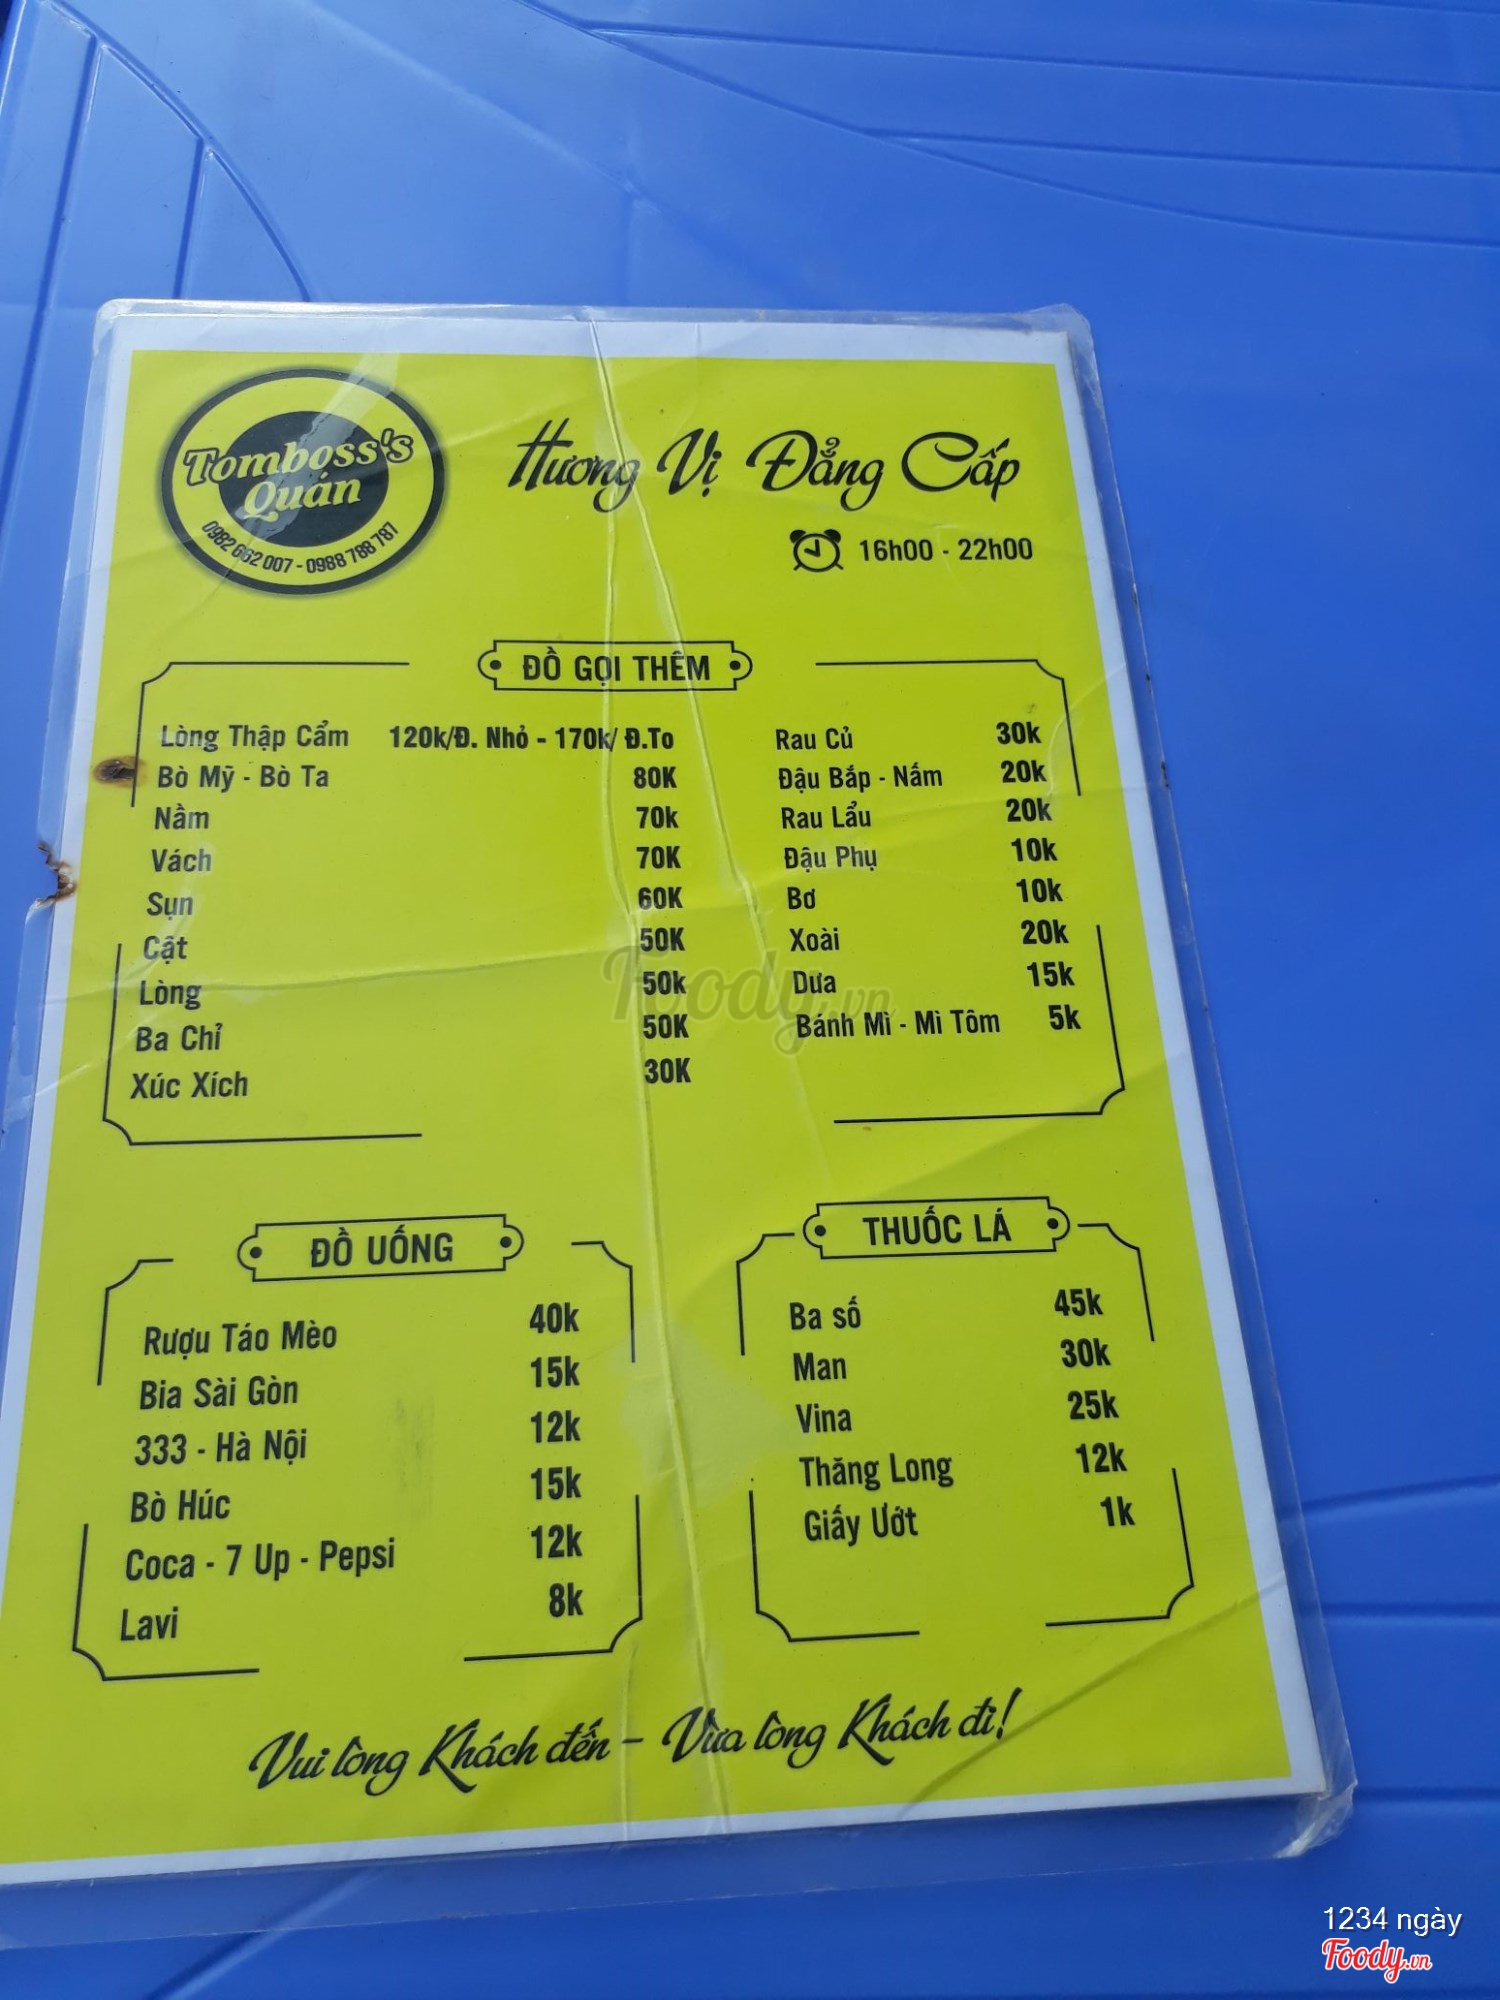 Tomboss's
Quán
0982 662 007 - 0988 788 787
Hương Vị Đẳng Cấp
16h00 - 22h00
ĐỒ GỌI THÊM
Lòng Thập Cẩm 120k/Đ. Nhỏ - 170k/ Đ.To
Bò Mỹ - Bò Ta 80K
Nầm 70k
Vách 70K
Sụn 60K
Cật 50K
Lòng 50k
Ba Chỉ 50K
Xúc Xích 30K
Rau Củ 30k
Đậu Bắp - Nấm 20k
Rau Lẩu 20k
Đậu Phụ 10k
Bơ 10k
Xoài 20k
Dưa 15k
Bánh Mì - Mì Tôm 5k
Foody.vn
ĐỒ UỐNG
Rượu Táo Mèo 40k
Bia Sài Gòn 15k
333 - Hà Nội 12k
Bò Húc 15k
Coca - 7 Up - Pepsi 12k
Lavi 8k
THUỐC LÁ
Ba số 45k
Man 30k
Vina 25k
Thăng Long 12k
Giấy Ướt 1k
Vui lòng Khách đến - Vừa lòng Khách đi!
1234 ngày
Foody.vn